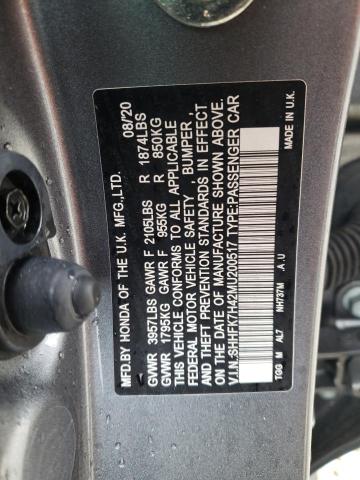 MFD.BY HONDA OF THE U.K. MFG.,LTD. 08/20
GVWR 3957LBS GAWR F 2105LBS R 1874LBS
GVWR 1795KG GAWR F 955KG R 850KG
THIS VEHICLE CONFORMS TO ALL APPLICABLE
FEDERAL MOTOR VEHICLE SAFETY, BUMPER, AND
THEFT PREVENTION STANDARDS IN EFFECT
ON THE DATE OF MANUFACTURE SHOWN ABOVE.
V.I.N.:SHHFK7H42MU200517 TYPE:PASSENGER CAR
TGG M AL7 NH737M A U MADE IN U.K.